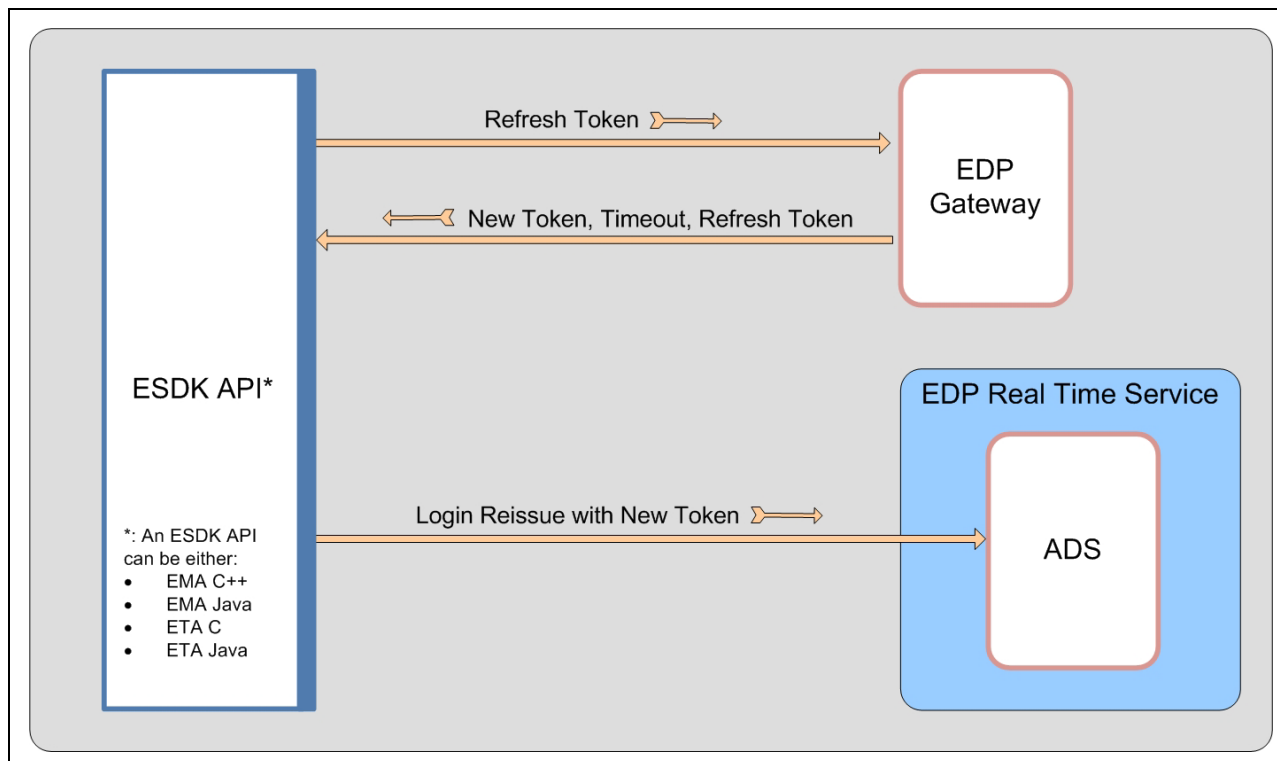 Refresh Token
EDP
Gateway
New Token, Timeout, Refresh Token
ESDK API*
EDP Real Time Service
Login Reissue with New Token
ADS
*: An ESDK API
can be either:
• EMA C++
• EMA Java
• ETA C
• ETA Java